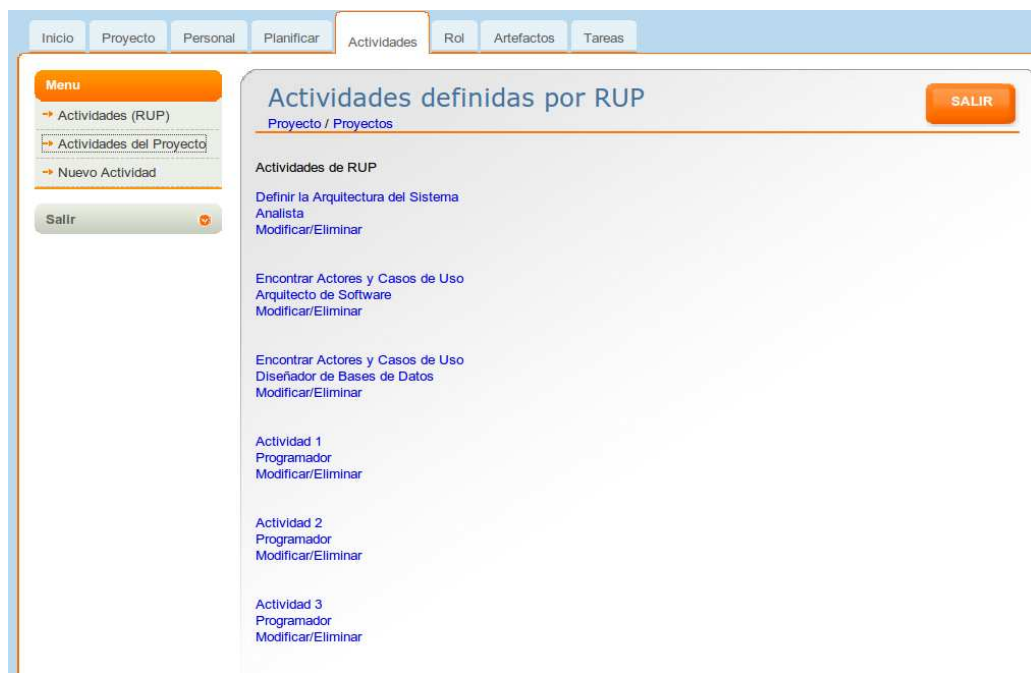 Inicio Proyecto Personal Planificar Actividades Rol Artefactos Tareas
Menu
Actividades (RUP)
Actividades del Proyecto
Nuevo Actividad
Salir
Actividades definidas por RUP
SALIR
Proyecto / Proyectos
Actividades de RUP
Definir la Arquitectura del Sistema
Analista
Modificar/Eliminar
Encontrar Actores y Casos de Uso
Arquitecto de Software
Modificar/Eliminar
Encontrar Actores y Casos de Uso
Diseñador de Bases de Datos
Modificar/Eliminar
Actividad 1
Programador
Modificar/Eliminar
Actividad 2
Programador
Modificar/Eliminar
Actividad 3
Programador
Modificar/Eliminar